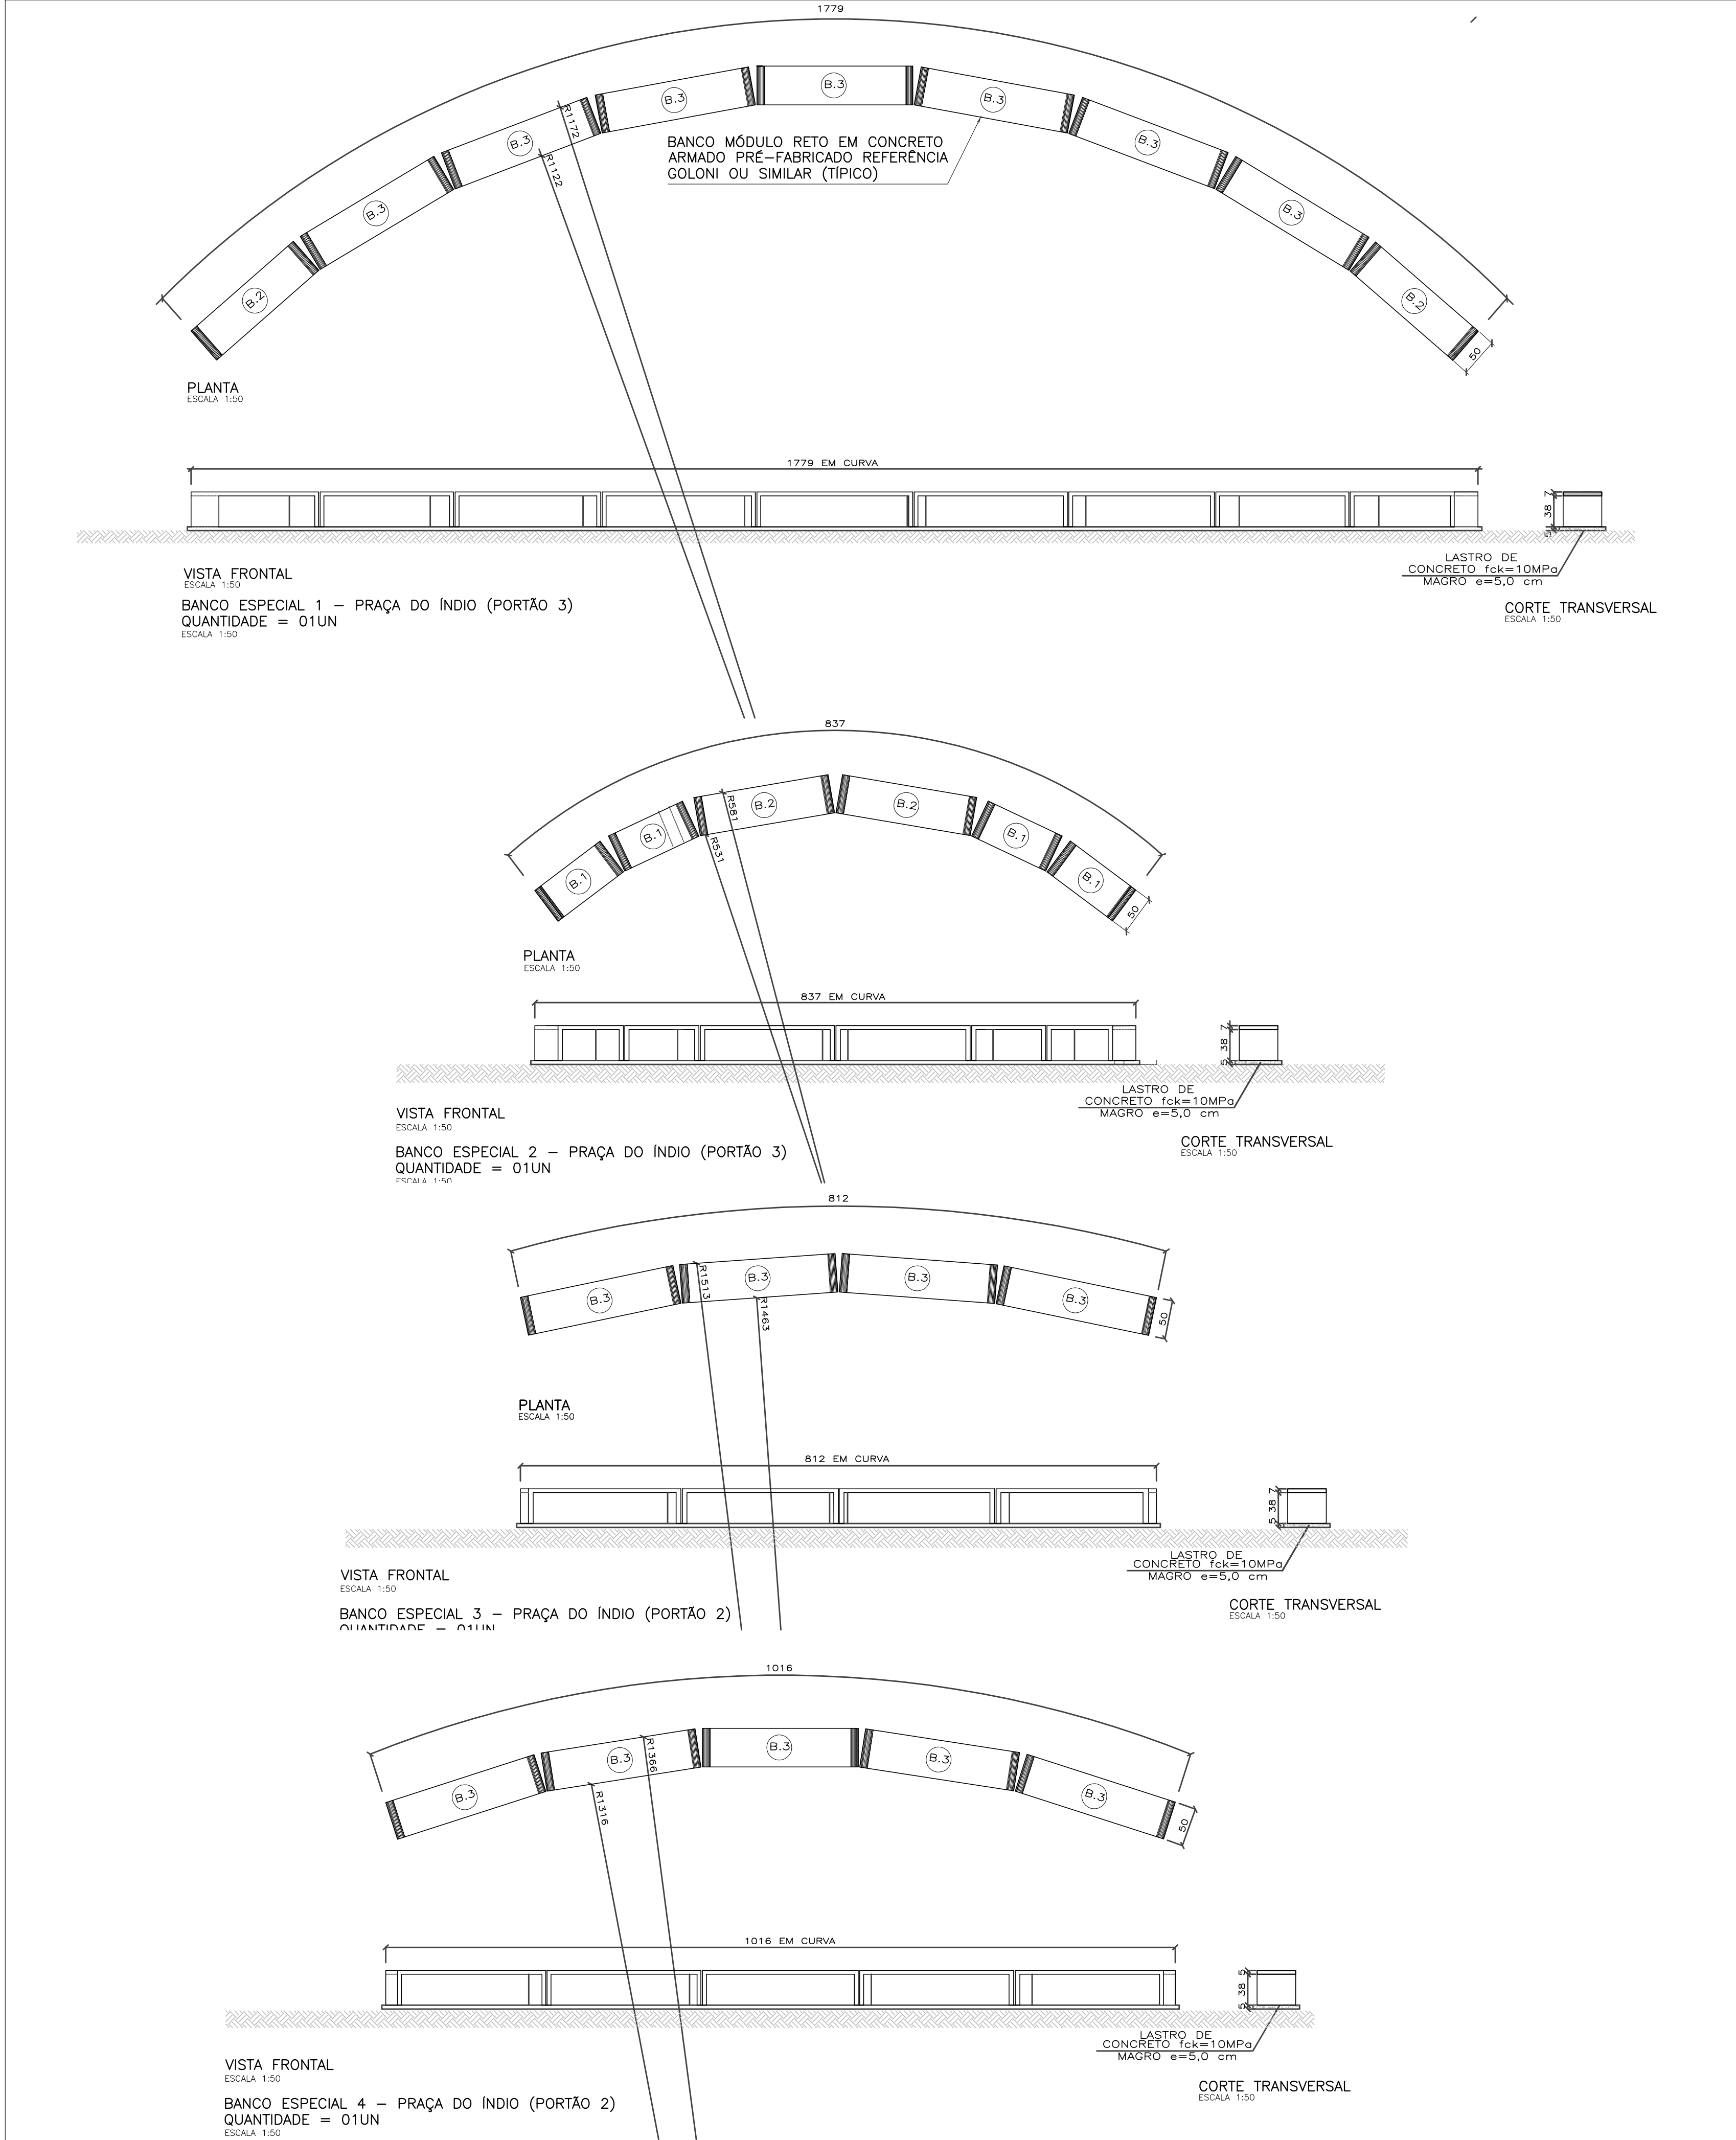 1779
B.3
B.3
B.3
B.3
B.3
B.3
B.3
B.2
B.2
R1172
R1122
BANCO MÓDULO RETO EM CONCRETO
ARMADO PRÉ-FABRICADO REFERÊNCIA
GOLONI OU SIMILAR (TÍPICO)
50
PLANTA
ESCALA 1:50
1779 EM CURVA
7
38
5
LASTRO DE
CONCRETO fck=10MPa
MAGRO e=5,0 cm
VISTA FRONTAL
ESCALA 1:50
BANCO ESPECIAL 1 – PRAÇA DO ÍNDIO (PORTÃO 3)
QUANTIDADE = 01UN
ESCALA 1:50
CORTE TRANSVERSAL
ESCALA 1:50
837
B.2
B.2
B.1
B.1
B.1
B.1
R581
R531
50
PLANTA
ESCALA 1:50
837 EM CURVA
7
38
5
LASTRO DE
CONCRETO fck=10MPa
MAGRO e=5,0 cm
VISTA FRONTAL
ESCALA 1:50
CORTE TRANSVERSAL
ESCALA 1:50
BANCO ESPECIAL 2 – PRAÇA DO ÍNDIO (PORTÃO 3)
QUANTIDADE = 01UN
ESCALA 1:50
812
B.3
B.3
B.3
B.3
R1513
R1463
50
PLANTA
ESCALA 1:50
812 EM CURVA
7
38
5
LASTRO DE
CONCRETO fck=10MPa
MAGRO e=5,0 cm
VISTA FRONTAL
ESCALA 1:50
CORTE TRANSVERSAL
ESCALA 1:50
BANCO ESPECIAL 3 – PRAÇA DO ÍNDIO (PORTÃO 2)
QUANTIDADE = 01UN
1016
B.3
B.3
B.3
B.3
B.3
R1366
R1316
50
1016 EM CURVA
5
38
5
LASTRO DE
CONCRETO fck=10MPa
MAGRO e=5,0 cm
VISTA FRONTAL
ESCALA 1:50
CORTE TRANSVERSAL
ESCALA 1:50
BANCO ESPECIAL 4 – PRAÇA DO ÍNDIO (PORTÃO 2)
QUANTIDADE = 01UN
ESCALA 1:50